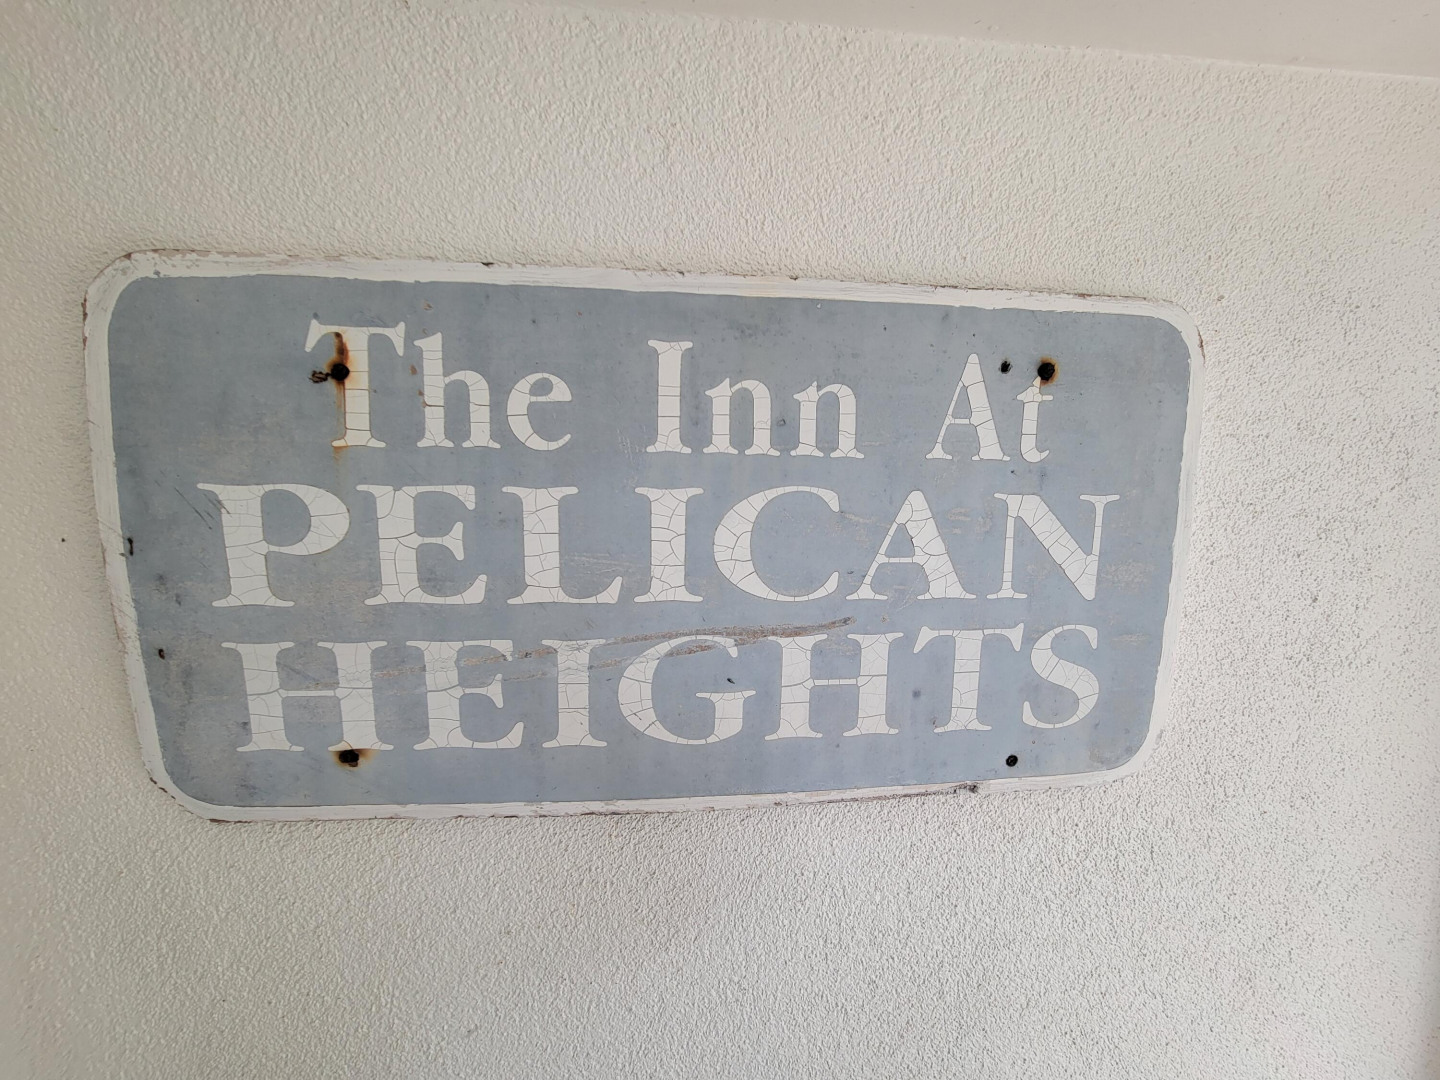 The Inn At
PELICAN
HEIGHTS